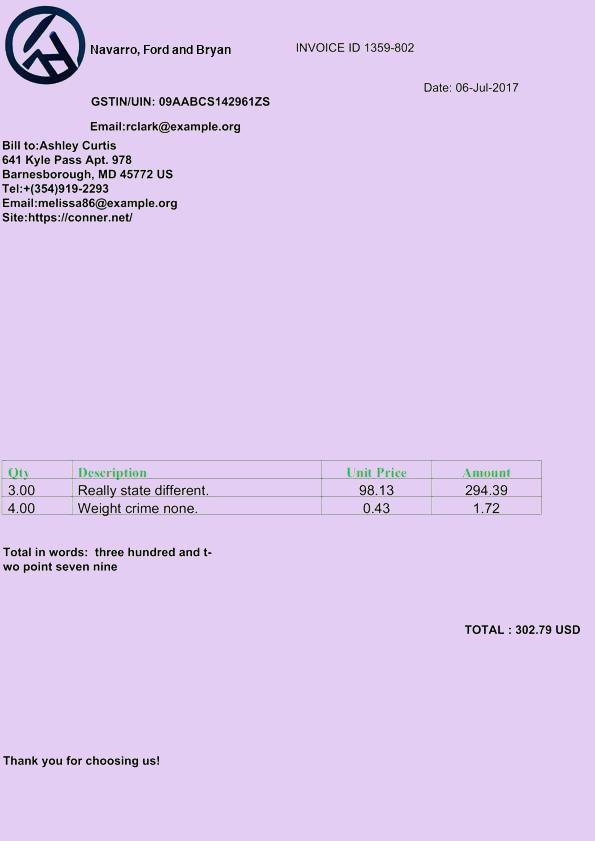 Navarro, Ford and Bryan
INVOICE ID 1359-802
Date: 06-Jul-2017
GSTIN/UIN: 09AABCS142961ZS
Email:rclark@example.org
Bill to:Ashley Curtis
641 Kyle Pass Apt. 978
Barnesborough, MD 45772 US
Tel:+(354)919-2293
Email:melissa86@example.org
Site:https://conner.net/
Qty Description Unit Price Amount
3.00 Really state different. 98.13 294.39
4.00 Weight crime none. 0.43 1.72
Total in words: three hundred and t-
wo point seven nine
TOTAL : 302.79 USD
Thank you for choosing us!